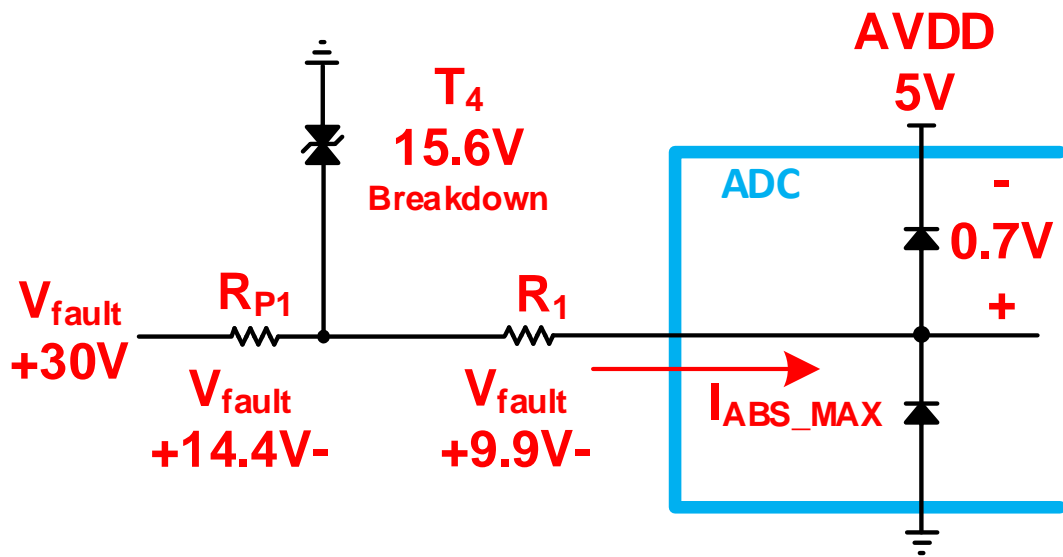 AVDD
5V
T4
15.6V
Breakdown
ADC
-
0.7V
+
Vfault
+30V
RP1
R1
Vfault
+14.4V-
Vfault
+9.9V-
IABS_MAX